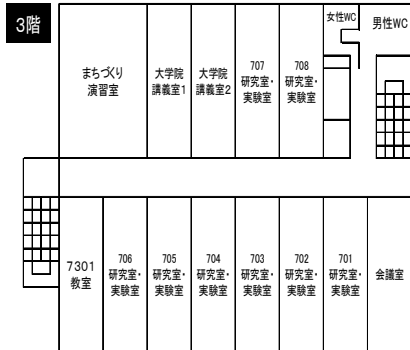 3階
女性WC
男性WC
まちづくり
演習室
大学院
講義室1
大学院
講義室2
707
研究室・
実験室
708
研究室・
実験室
7301
教室
706
研究室・
実験室
705
研究室・
実験室
704
研究室・
実験室
703
研究室・
実験室
702
研究室・
実験室
701
研究室・
実験室
会議室